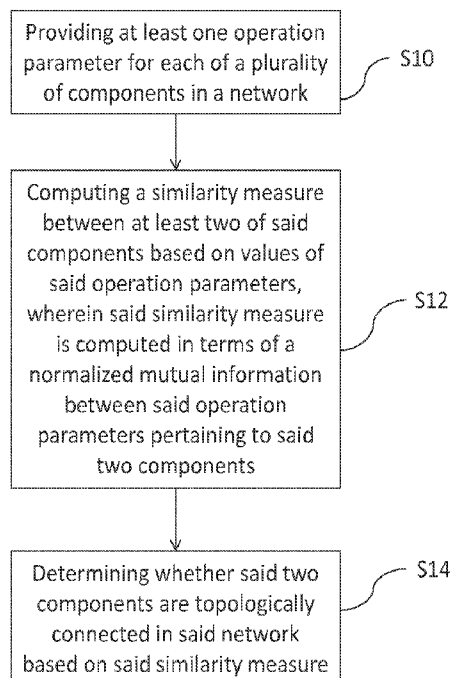 Providing at least one operation
parameter for each of a plurality
of components in a network
S10
Computing a similarity measure
between at least two of said
components based on values of
said operation parameters,
wherein said similarity measure
is computed in terms of a
normalized mutual information
between said operation
parameters pertaining to said
two components
S12
Determining whether said two
components are topologically
connected in said network
based on said similarity measure
S14